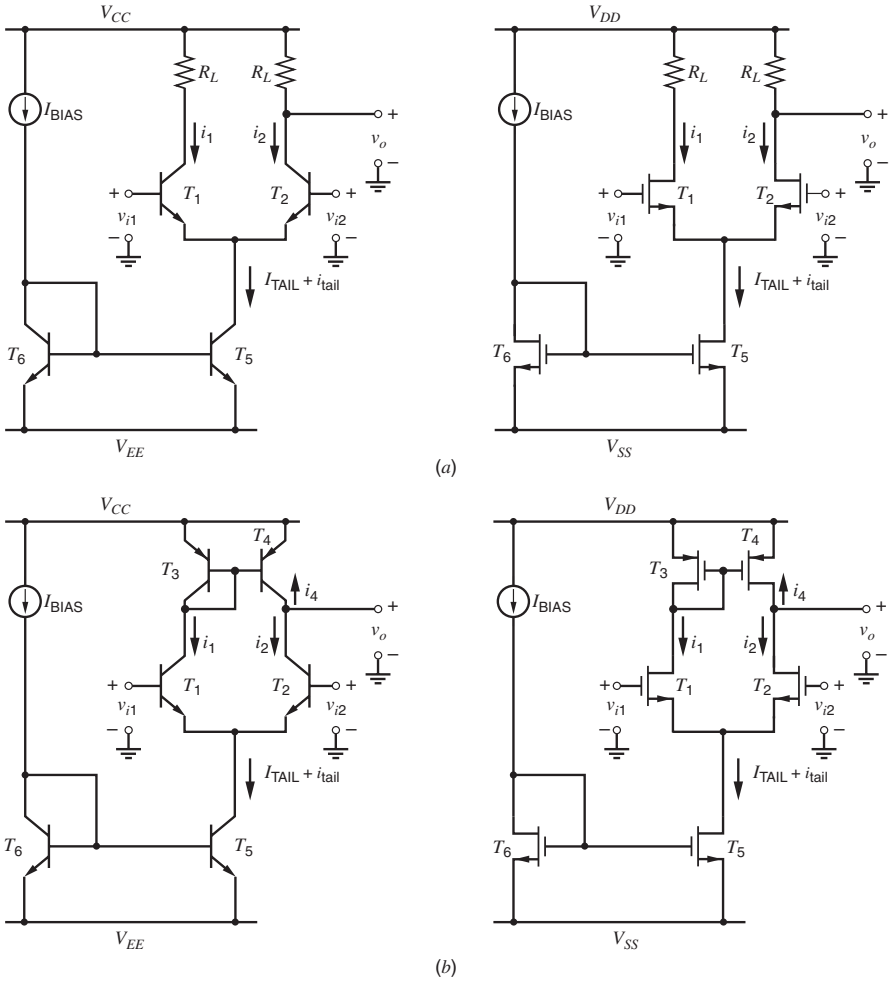 V_CC V_DD
R_L R_L R_L R_L
I_BIAS I_BIAS
i_1 i_2 + i_1 i_2 +
v_o v_o
− −
+ T_1 T_2 + + T_1 T_2 +
v_i1 v_i2 v_i1 v_i2
− − − −
I_TAIL + i_tail I_TAIL + i_tail
T_6 T_5 T_6 T_5
V_EE V_SS
(a)
V_CC V_DD
T_4 T_4
T_3 T_3
I_BIAS i_4 I_BIAS i_4
+ +
i_1 i_2 v_o i_1 i_2 v_o
− −
+ T_1 T_2 + + T_1 T_2 +
v_i1 v_i2 v_i1 v_i2
− − − −
I_TAIL + i_tail I_TAIL + i_tail
T_6 T_5 T_6 T_5
V_EE V_SS
(b)